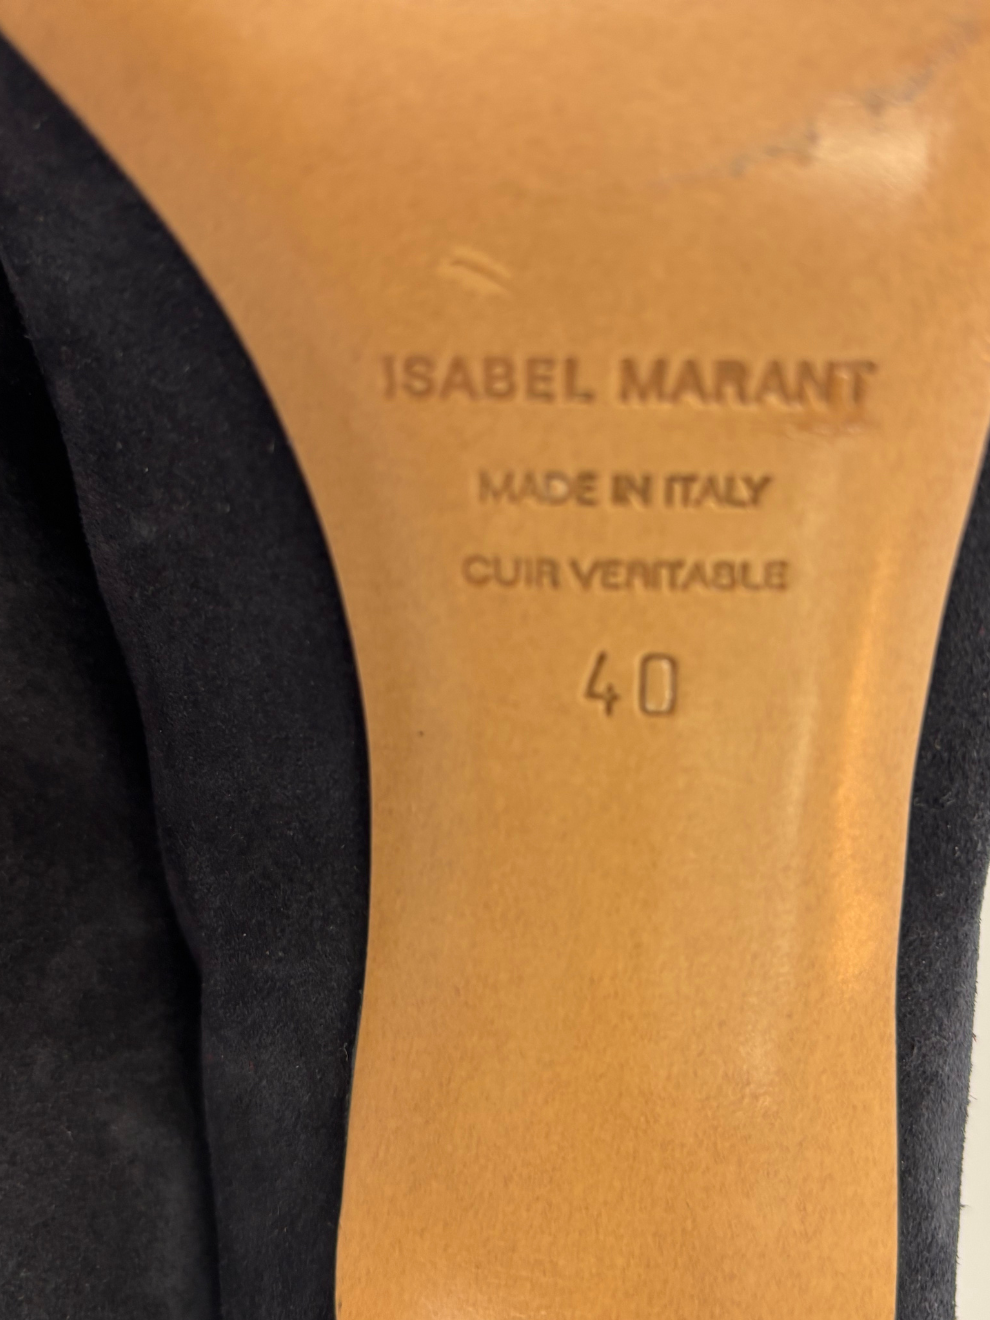 ISABEL MARANT
MADE IN ITALY
CUIR VERITABLE
40